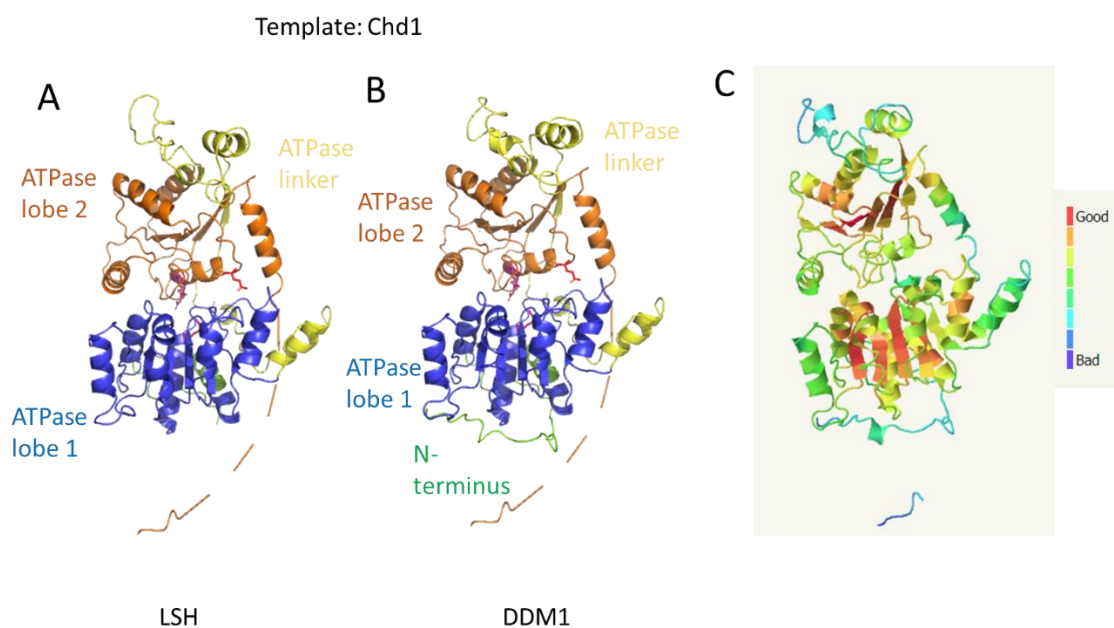 Template: Chd1
A
ATPase
lobe 2
ATPase
linker
ATPase
lobe 1
LSH
B
ATPase
lobe 2
ATPase
linker
ATPase
lobe 1
N-
terminus
DDM1
C
Good
Bad